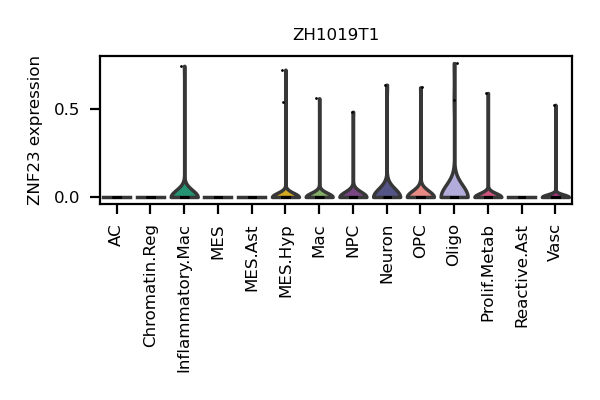 ZH1019T1
ZNF23 expression
0.5
0.0
AC
Chromatin.Reg
Inflammatory.Mac
MES
MES.Ast
MES.Hyp
Mac
NPC
Neuron
OPC
Oligo
Prolif.Metab
Reactive.Ast
Vasc